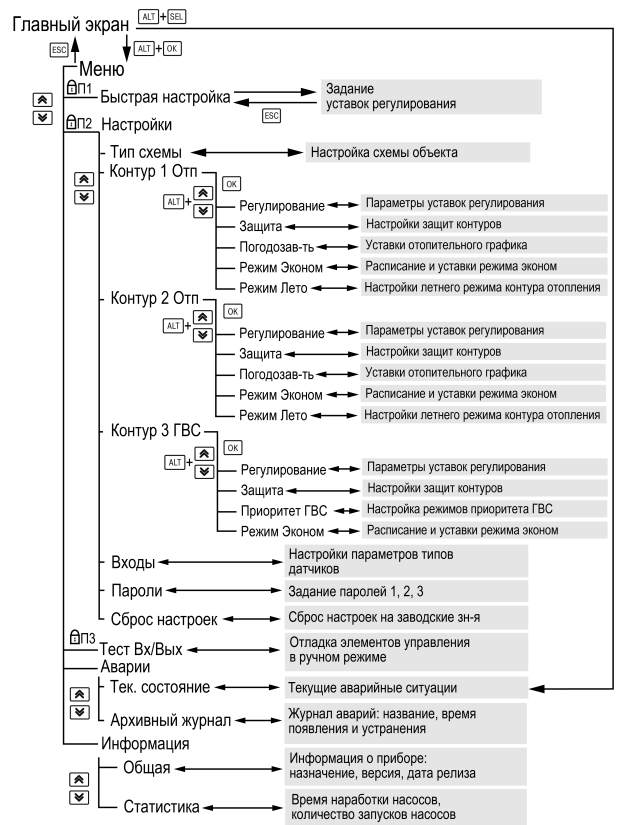 Главный экран ALT+SEL
ESC ALT+OK
Меню
П1
Быстрая настройка
Задание
уставок регулирования
ESC
П2 Настройки
Тип схемы Настройка схемы объекта
Контур 1 Отп
OK
ALT+
Регулирование Параметры уставок регулирования
Защита Настройки защит контуров
Погодозав-ть Уставки отопительного графика
Режим Эконом Расписание и уставки режима эконом
Режим Лето Настройки летнего режима контура отопления
Контур 2 Отп
OK
ALT+
Регулирование Параметры уставок регулирования
Защита Настройки защит контуров
Погодозав-ть Уставки отопительного графика
Режим Эконом Расписание и уставки режима эконом
Режим Лето Настройки летнего режима контура отопления
Контур 3 ГВС
OK
ALT+
Регулирование Параметры уставок регулирования
Защита Настройки защит контуров
Приоритет ГВС Настройка режимов приоритета ГВС
Режим Эконом Расписание и уставки режима эконом
Входы Настройки параметров типов
датчиков
Пароли Задание паролей 1, 2, 3
Сброс настроек Сброс настроек на заводские зн-я
П3
Тест Вх/Вых Отладка элементов управления
в ручном режиме
Аварии
Тек. состояние Текущие аварийные ситуации
Архивный журнал Журнал аварий: название, время
появления и устранения
Информация
Общая Информация о приборе:
назначение, версия, дата релиза
Статистика Время наработки насосов,
количество запусков насосов